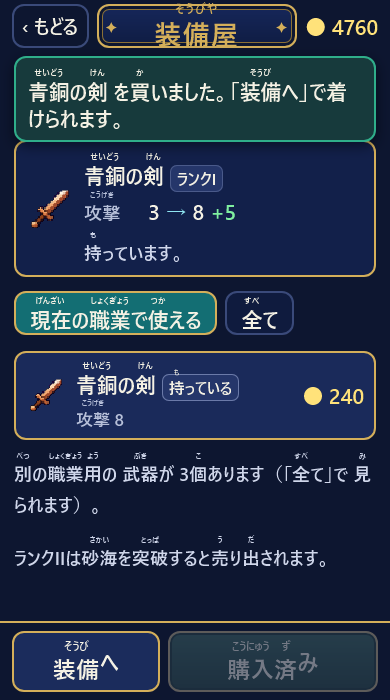 ‹ もどる
そうびや
装備屋
4760
せいどう けん か そうび
青銅の剣 を買いました。「装備へ」で着
けられます。
せいどう けん
青銅の剣 ランクI
こうげき
攻撃 3 → 8 +5
も
持っています。
げんざい しょくぎょう つか
現在の職業で使える
すべ
全て
せいどう けん も
青銅の剣 持っている
240
こうげき
攻撃 8
べつ しょくぎょう よう ぶき こ すべ み
別の職業用の 武器が 3個あります（「全て」で 見
られます）。
さかい とっぱ う だ
ランクIIは砂海を突破すると売り出されます。
そうび
装備へ
こうにゅう ず
購入済み